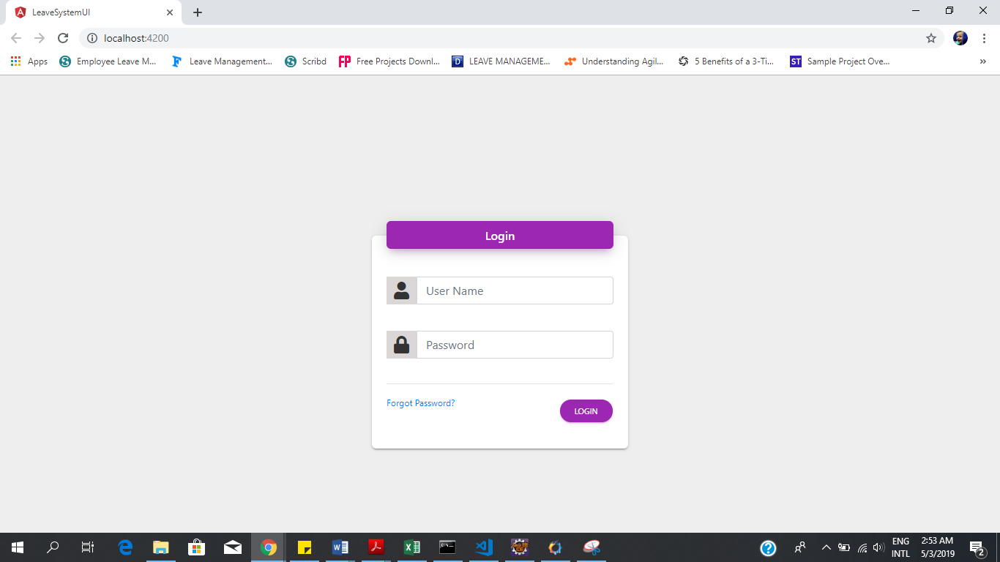 LeaveSystemUI
localhost:4200
Apps Employee Leave M... Leave Management... Scribd FP Free Projects Downl... D LEAVE MANAGEME... Understanding Agil... 5 Benefits of a 3-Ti... ST Sample Project Ove... »
Login
User Name
Password
Forgot Password?
LOGIN
ENG 2:53 AM
INTL 5/3/2019 2